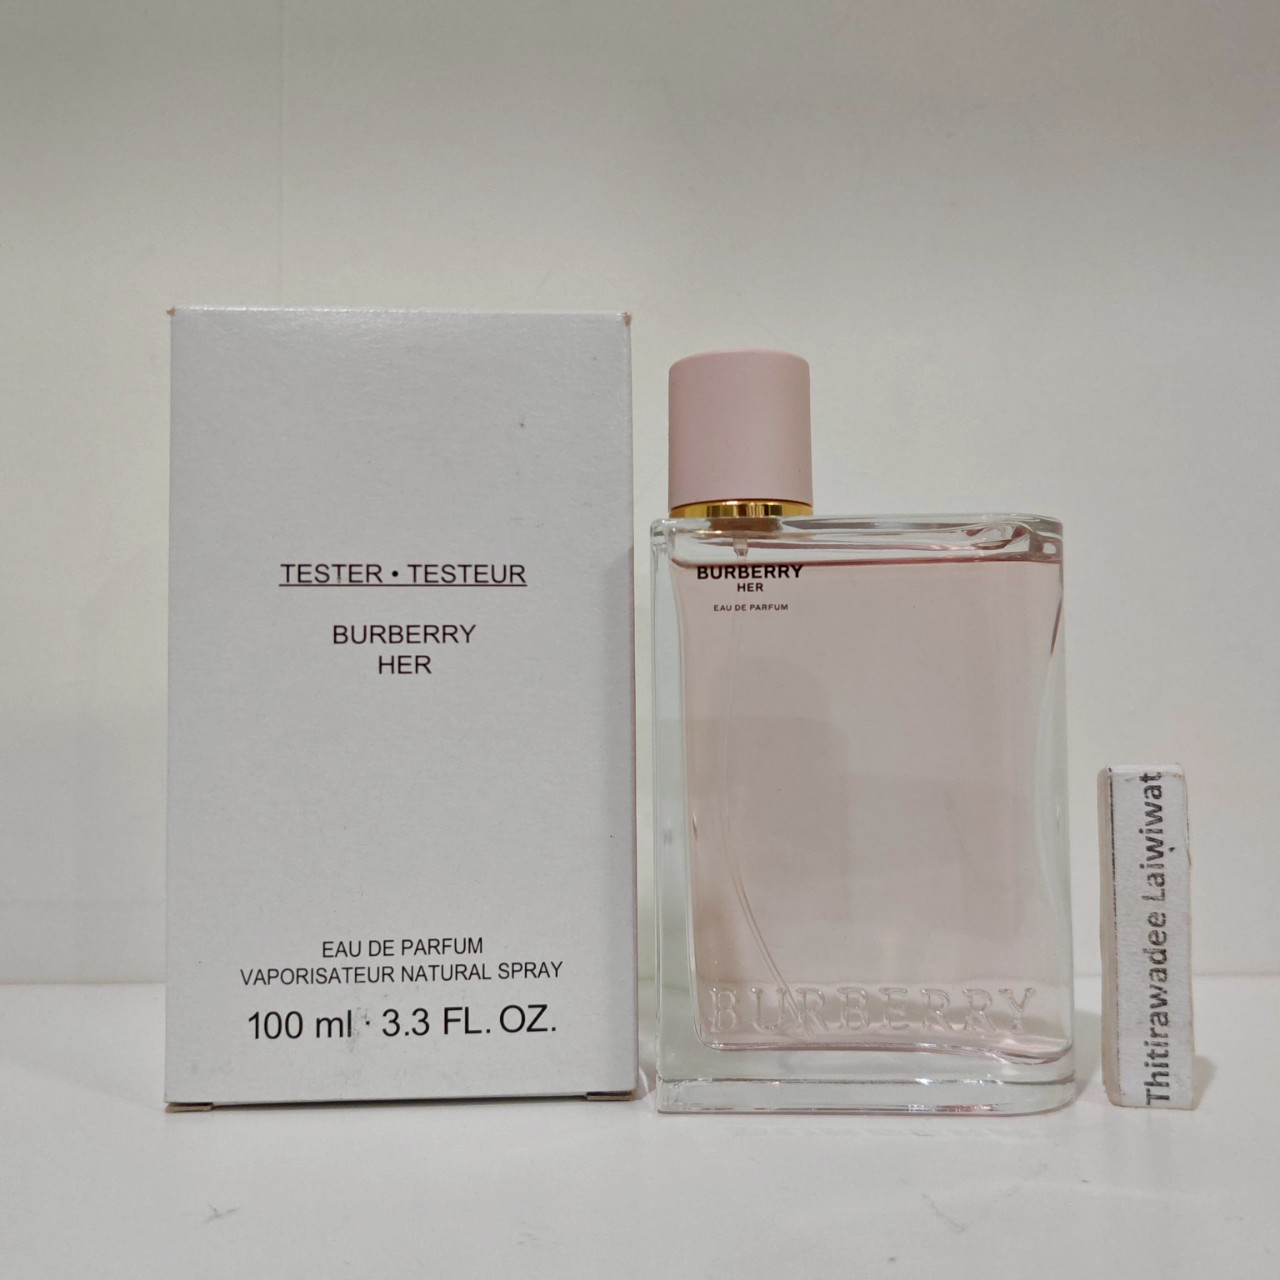 TESTER • TESTEUR
BURBERRY
HER
EAU DE PARFUM
VAPORISATEUR NATURAL SPRAY
100 ml · 3.3 FL. OZ.
BURBERRY
HER
EAU DE PARFUM
BURBERRY
Thitirawadee Laiwiwat